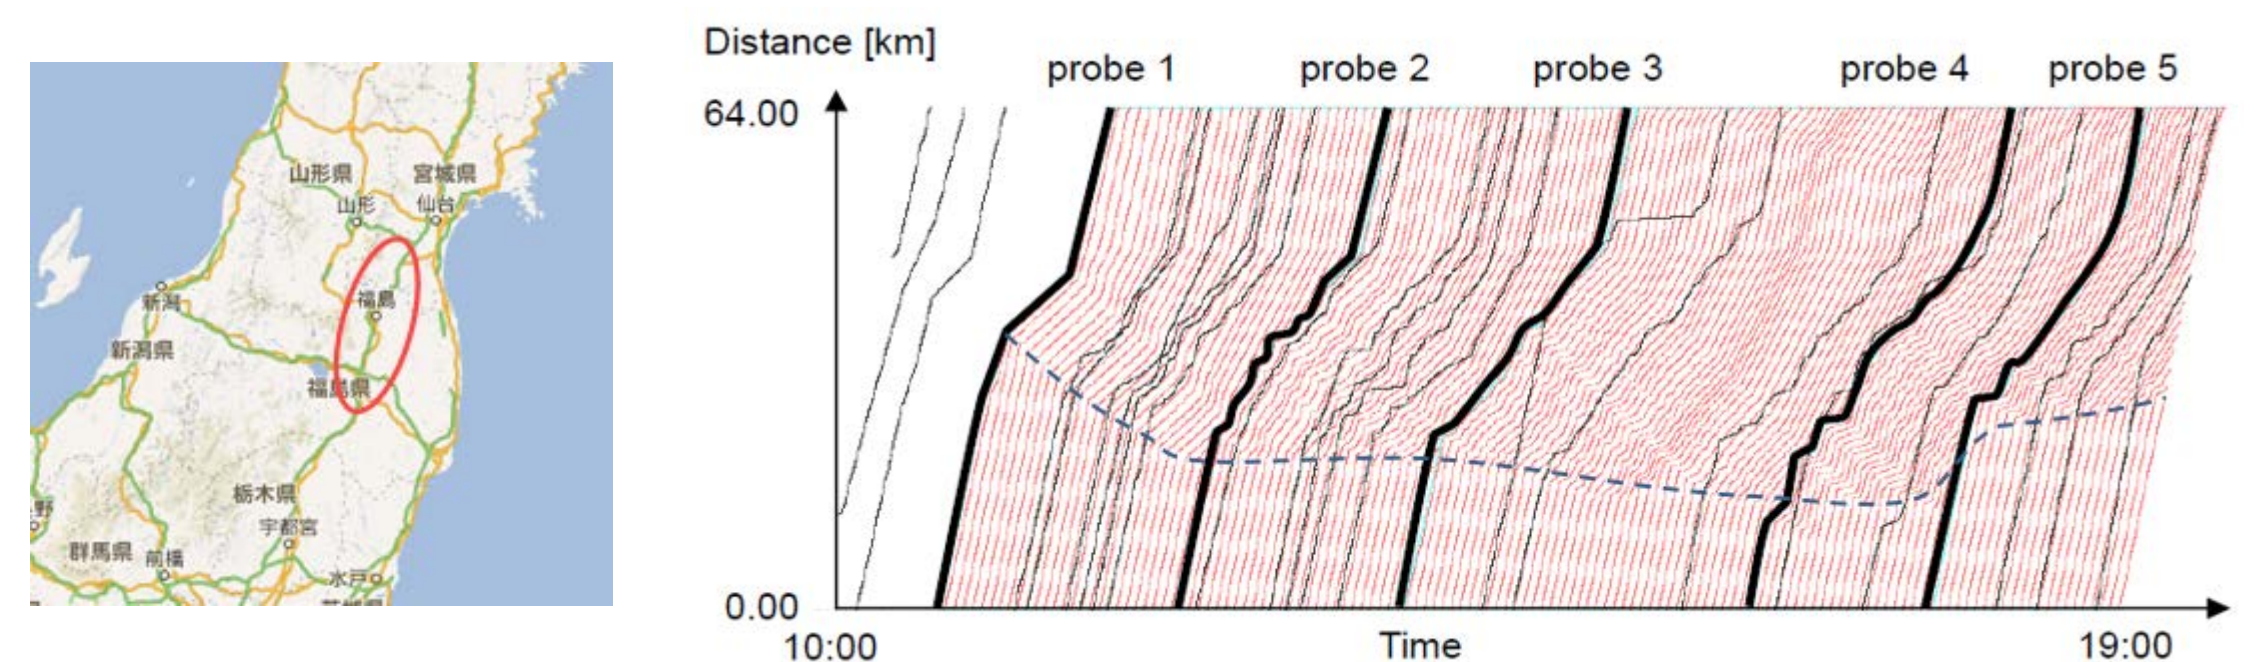 山形県
宮城県
山形
仙台
新潟
福島
新潟県
福島県
栃木県
宇都宮
群馬県
前橋
水戸
Distance [km]
probe 1
probe 2
probe 3
probe 4
probe 5
64.00
0.00
10:00
Time
19:00